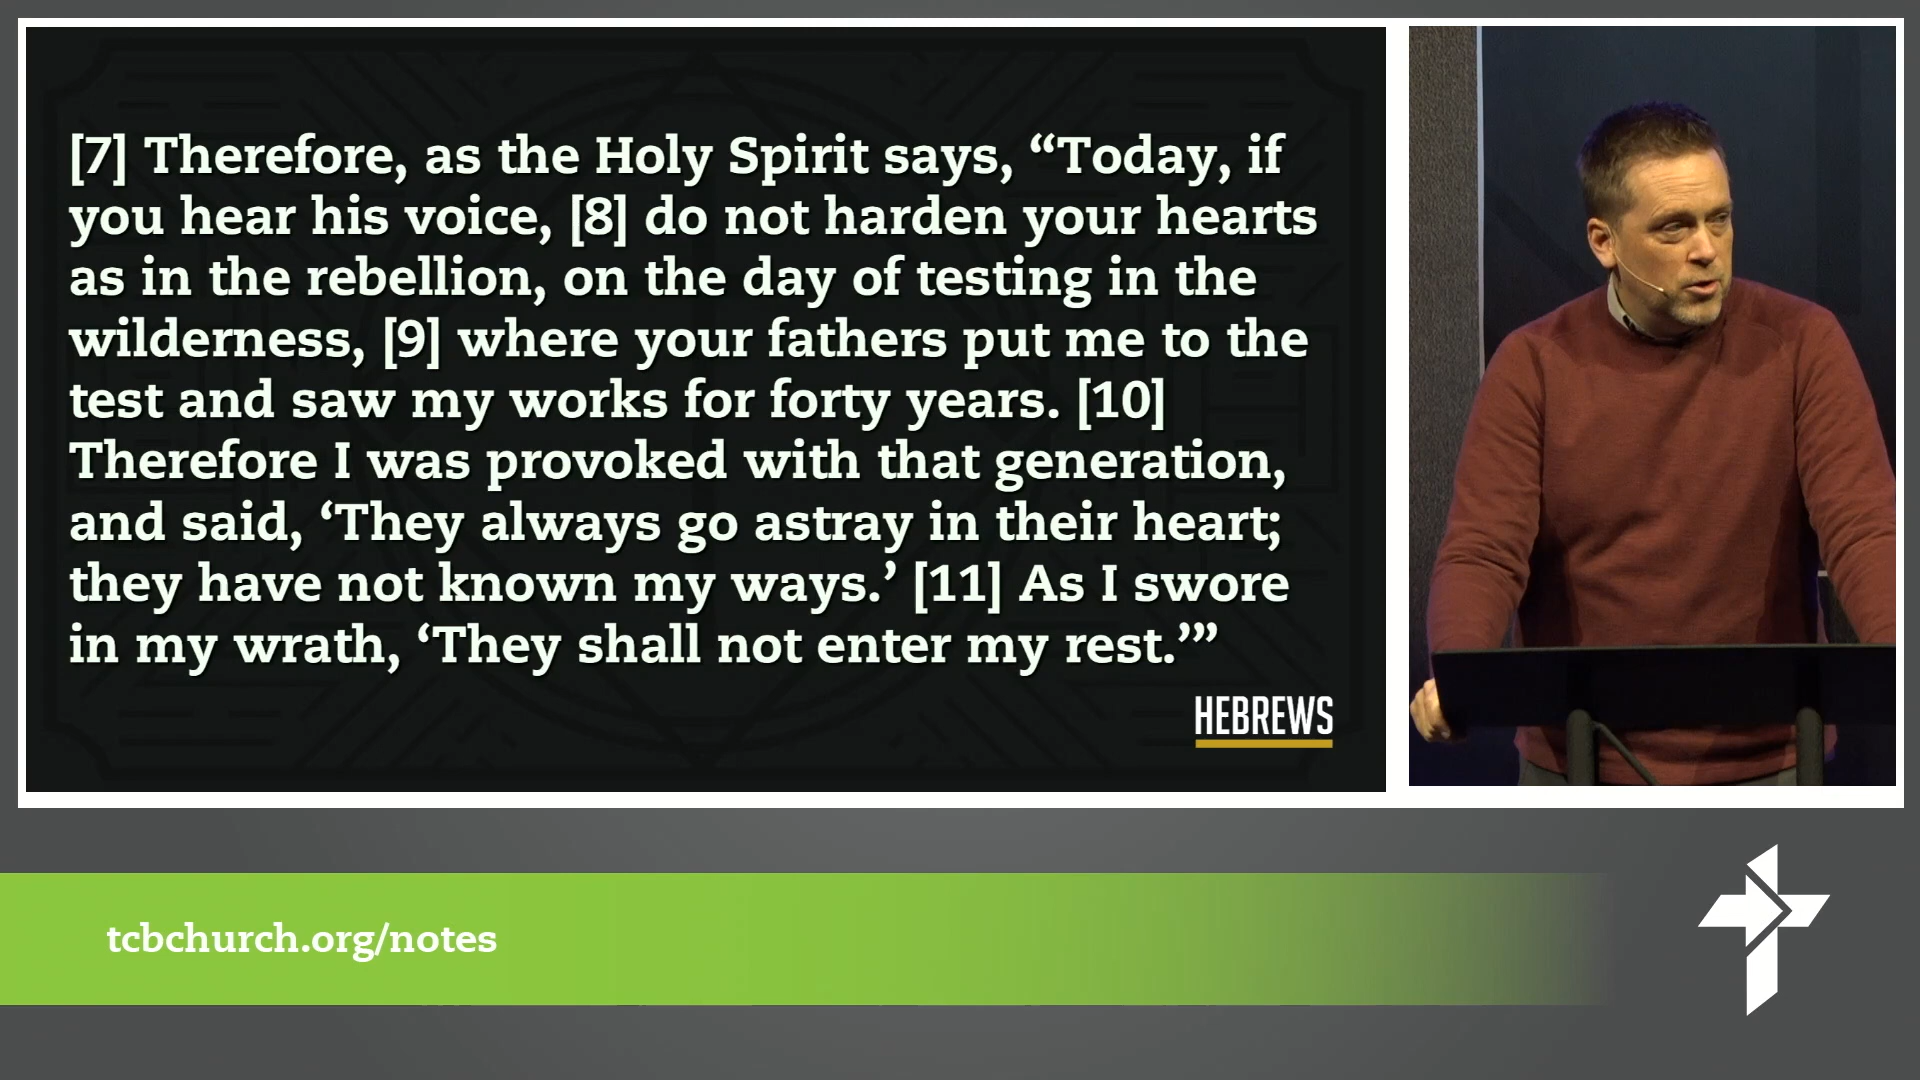 [7] Therefore, as the Holy Spirit says, “Today, if
you hear his voice, [8] do not harden your hearts
as in the rebellion, on the day of testing in the
wilderness, [9] where your fathers put me to the
test and saw my works for forty years. [10]
Therefore I was provoked with that generation,
and said, ‘They always go astray in their heart;
they have not known my ways.’ [11] As I swore
in my wrath, ‘They shall not enter my rest.’”
HEBREWS
tcbchurch.org/notes